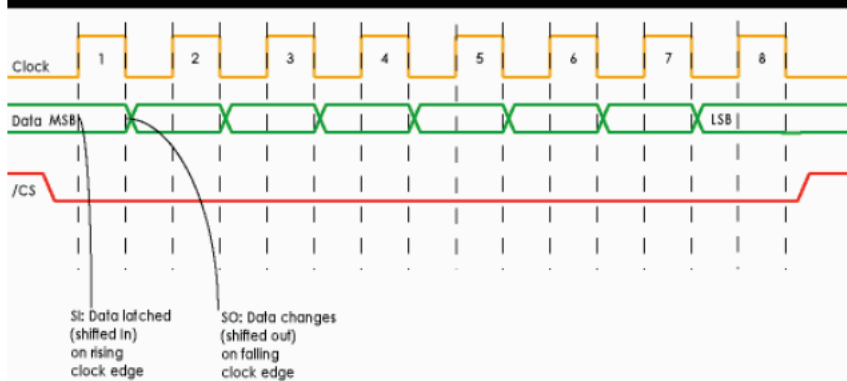 Clock 1 2 3 4 5 6 7 8
Data MSB LSB
/CS
SI: Data latched
(shifted in)
on rising
clock edge
SO: Data changes
(shifted out)
on falling
clock edge